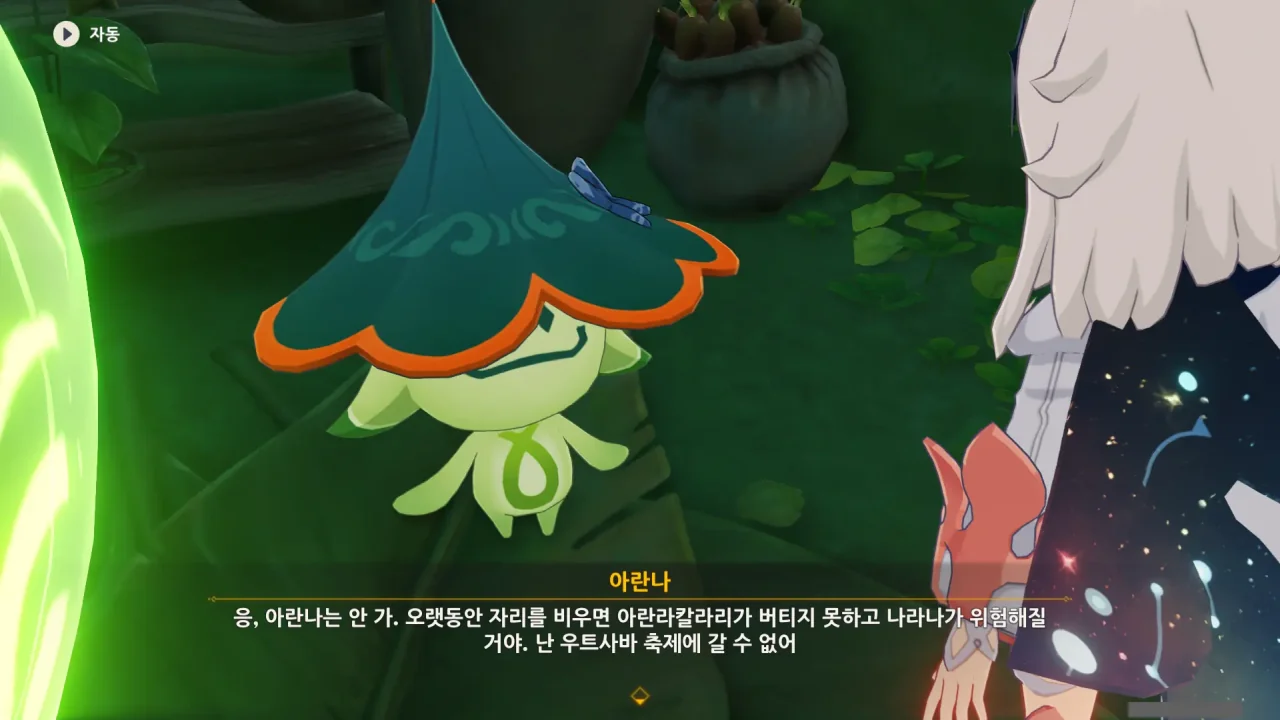 자동
아란나
응, 아란나는 안 가. 오랫동안 자리를 비우면 아란라칼라리가 버티지 못하고 나라나가 위험해질
거야. 난 우트사바 축제에 갈 수 없어